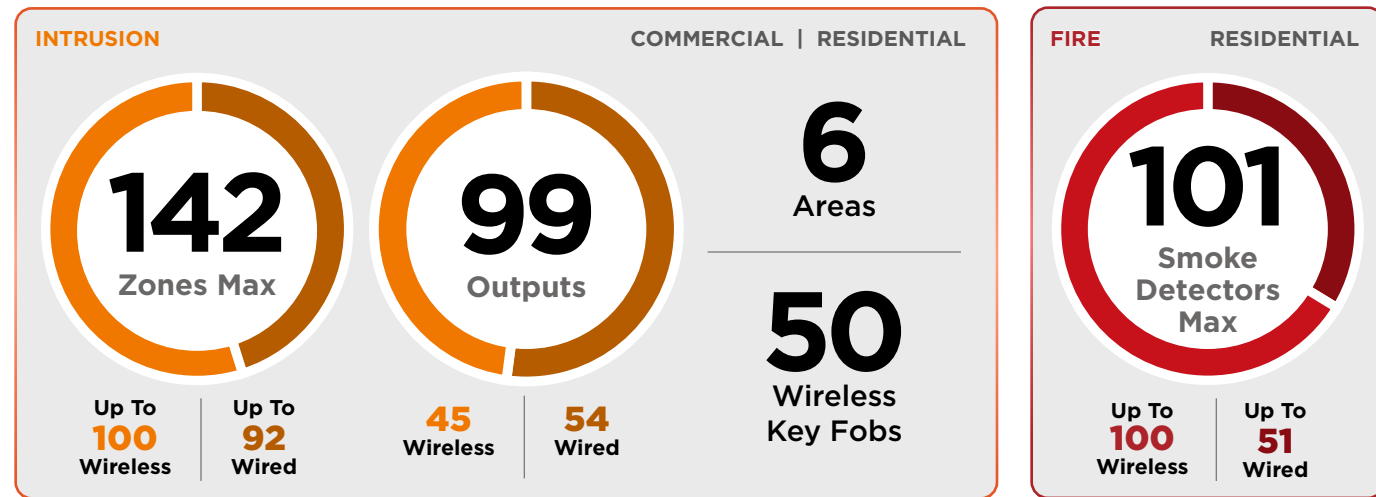 INTRUSION
COMMERCIAL | RESIDENTIAL
142
Zones Max
Up To
100
Wireless
Up To
92
Wired
99
Outputs
45
Wireless
54
Wired
6
Areas
50
Wireless
Key Fobs
FIRE
RESIDENTIAL
101
Smoke
Detectors
Max
Up To
100
Wireless
Up To
51
Wired